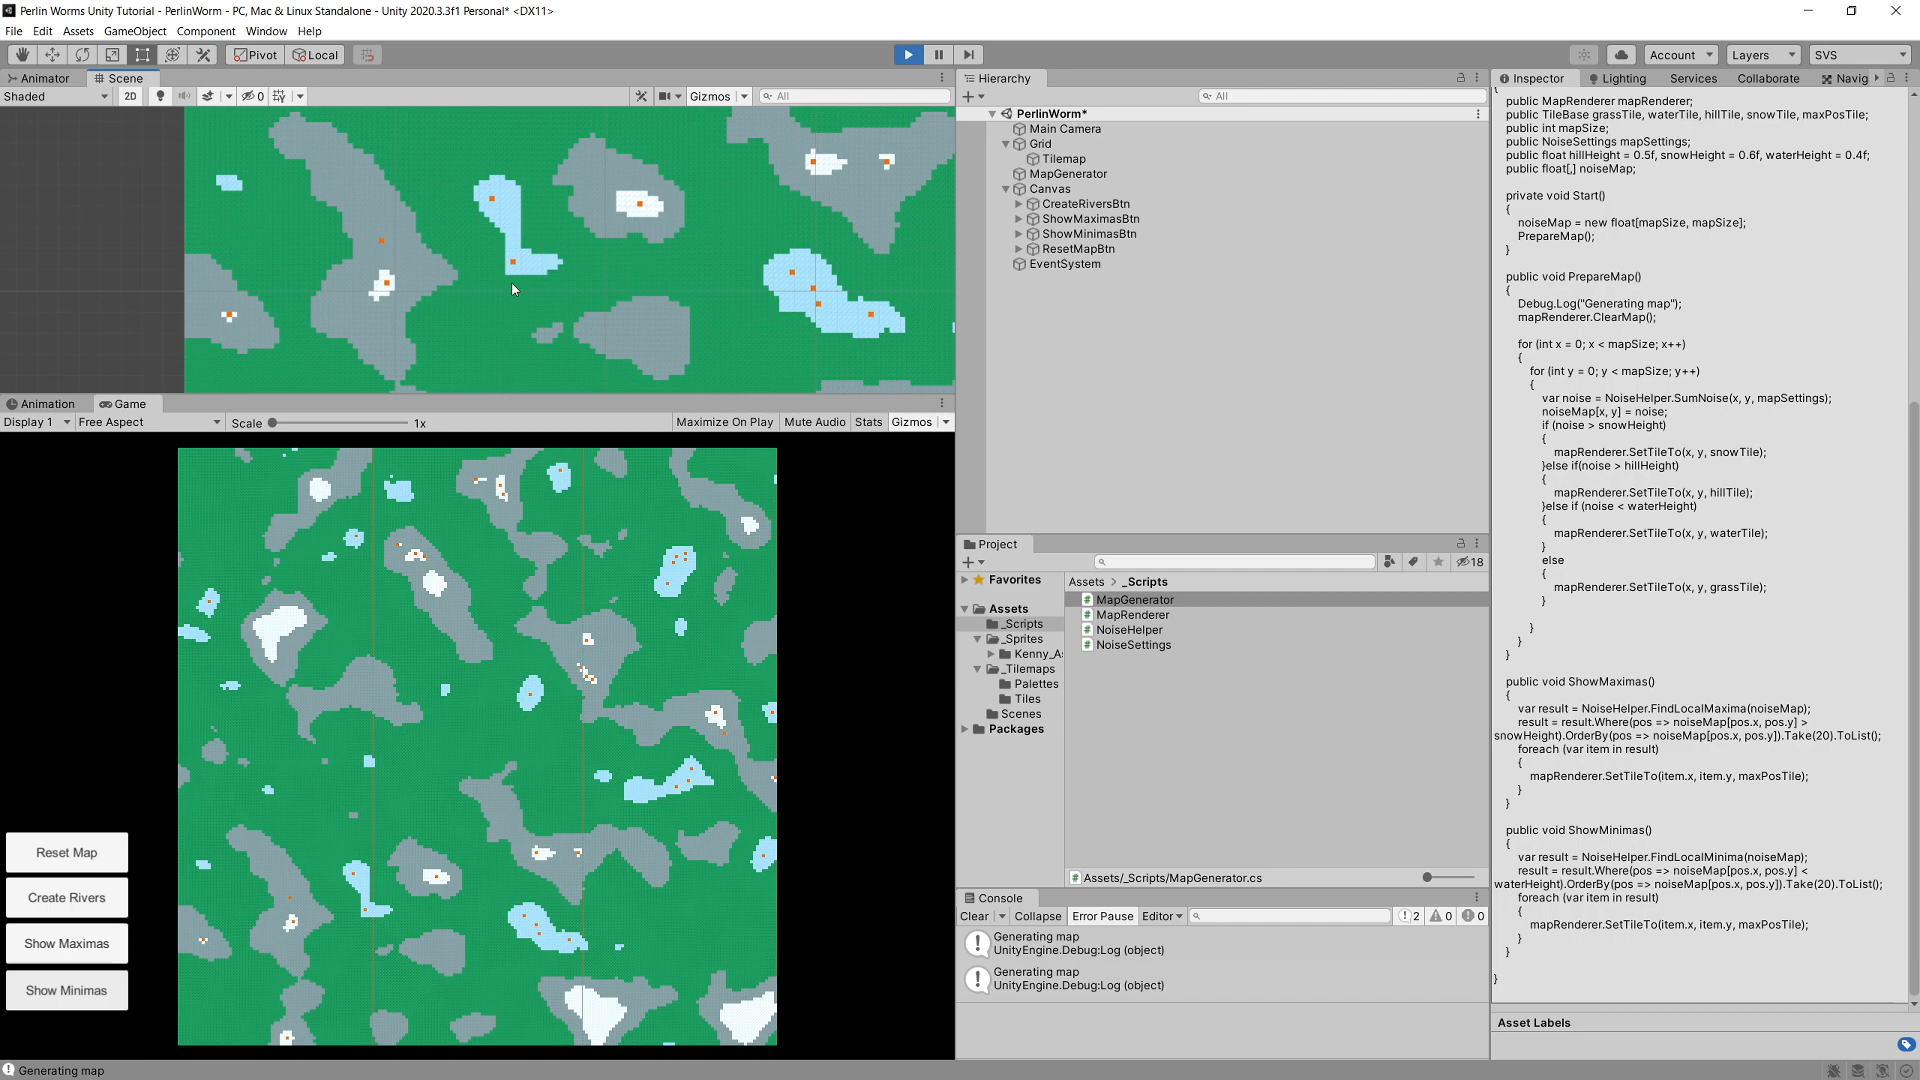 Perlin Worms Unity Tutorial - PerlinWorm - PC, Mac & Linux Standalone - Unity 2020.3.3f1 Personal* <DX11>
File Edit Assets GameObject Component Window Help
Pivot Local Account Layers SVS
Animator Scene
Shaded 2D 0 Gizmos All
Animation Game
Display 1 Free Aspect Scale 1x Maximize On Play Mute Audio Stats Gizmos
Reset Map
Create Rivers
Show Maximas
Show Minimas
Hierarchy
All
PerlinWorm*
Main Camera
Grid
Tilemap
MapGenerator
Canvas
CreateRiversBtn
ShowMaximasBtn
ShowMinimasBtn
ResetMapBtn
EventSystem
Project
18
Favorites
Assets
_Scripts
_Sprites
Kenny_A
_Tilemaps
Palettes
Tiles
Scenes
Packages
Assets > _Scripts
MapGenerator
MapRenderer
NoiseHelper
NoiseSettings
Assets/_Scripts/MapGenerator.cs
Console
Clear Collapse Error Pause Editor 2 0 0
Generating map
UnityEngine.Debug:Log (object)
Generating map
UnityEngine.Debug:Log (object)
Inspector Lighting Services Collaborate Navig
{
public MapRenderer mapRenderer;
public TileBase grassTile, waterTile, hillTile, snowTile, maxPosTile;
public int mapSize;
public NoiseSettings mapSettings;
public float hillHeight = 0.5f, snowHeight = 0.6f, waterHeight = 0.4f;
public float[,] noiseMap;
private void Start()
{
noiseMap = new float[mapSize, mapSize];
PrepareMap();
}
public void PrepareMap()
{
Debug.Log("Generating map");
mapRenderer.ClearMap();
for (int x = 0; x < mapSize; x++)
{
for (int y = 0; y < mapSize; y++)
{
var noise = NoiseHelper.SumNoise(x, y, mapSettings);
noiseMap[x, y] = noise;
if (noise > snowHeight)
{
mapRenderer.SetTileTo(x, y, snowTile);
}else if(noise > hillHeight)
{
mapRenderer.SetTileTo(x, y, hillTile);
}else if (noise < waterHeight)
{
mapRenderer.SetTileTo(x, y, waterTile);
}
else
{
mapRenderer.SetTileTo(x, y, grassTile);
}
}
}
}
public void ShowMaximas()
{
var result = NoiseHelper.FindLocalMaxima(noiseMap);
result = result.Where(pos => noiseMap[pos.x, pos.y] >
snowHeight).OrderBy(pos => noiseMap[pos.x, pos.y]).Take(20).ToList();
foreach (var item in result)
{
mapRenderer.SetTileTo(item.x, item.y, maxPosTile);
}
}
public void ShowMinimas()
{
var result = NoiseHelper.FindLocalMinima(noiseMap);
result = result.Where(pos => noiseMap[pos.x, pos.y] <
waterHeight).OrderBy(pos => noiseMap[pos.x, pos.y]).Take(20).ToList();
foreach (var item in result)
{
mapRenderer.SetTileTo(item.x, item.y, maxPosTile);
}
}
}
Asset Labels
Generating map